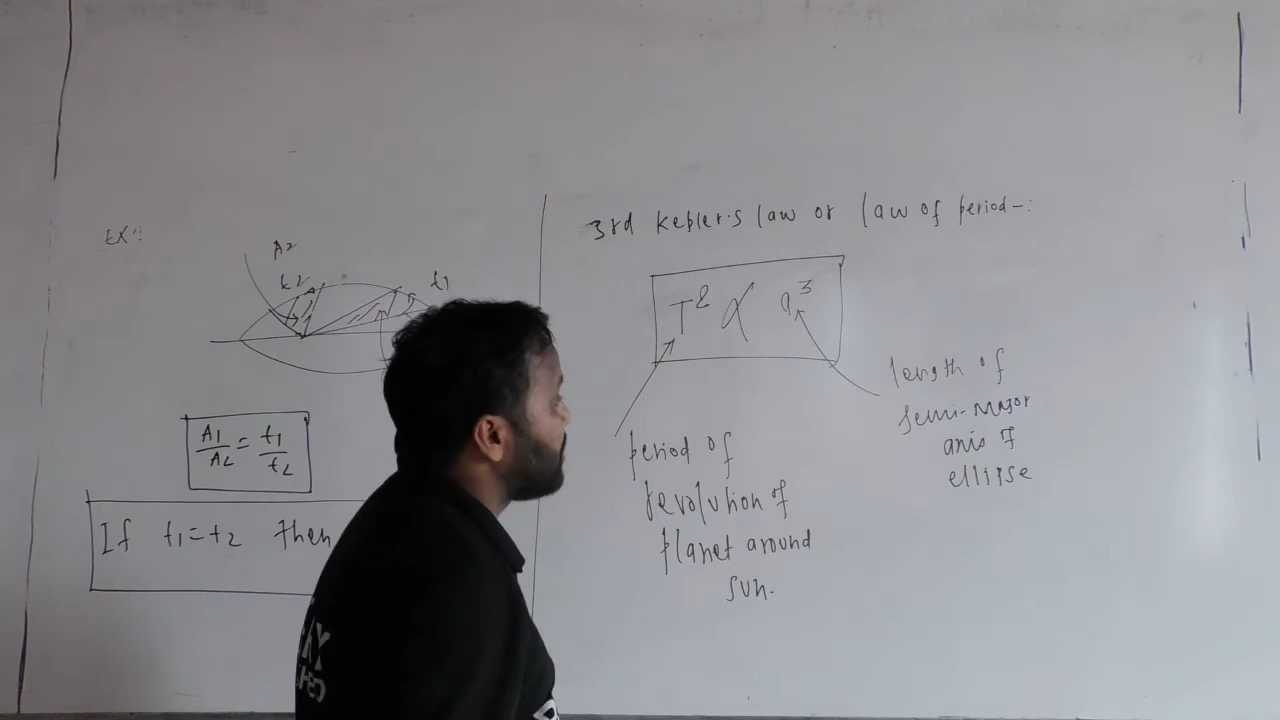 Ex:
A2
t2
t1
A1/A2 = t1/t2
If t1=t2 then
3rd Kepler's law or law of period-:
T² ∝ a³
length of
semi-major
axis of
ellipse
period of
revolution of
planet around
sun.